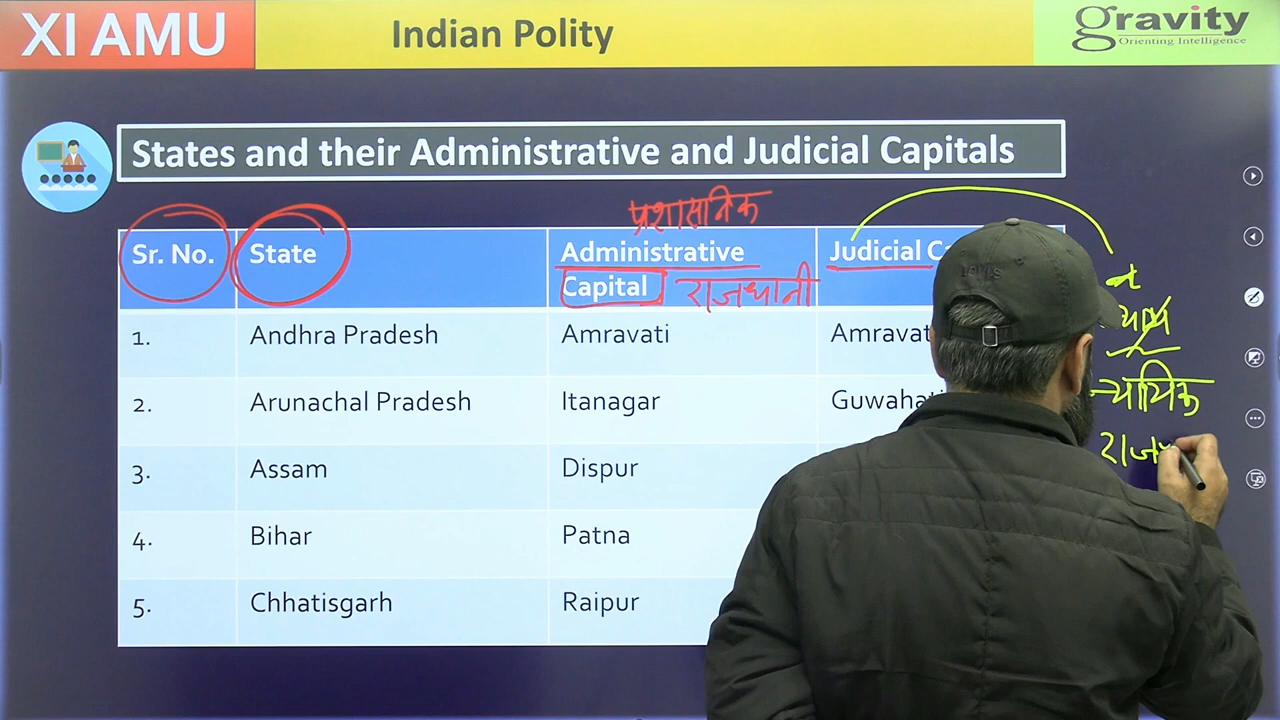 XI AMU
Indian Polity
gravity
Orienting Intelligence
States and their Administrative and Judicial Capitals
प्रशासनिक
Sr. No. State Administrative Capital Judicial
राजधानी
1. Andhra Pradesh Amravati Amravat
2. Arunachal Pradesh Itanagar Guwahati
3. Assam Dispur
4. Bihar Patna
5. Chhatisgarh Raipur
न्यायिक
राज